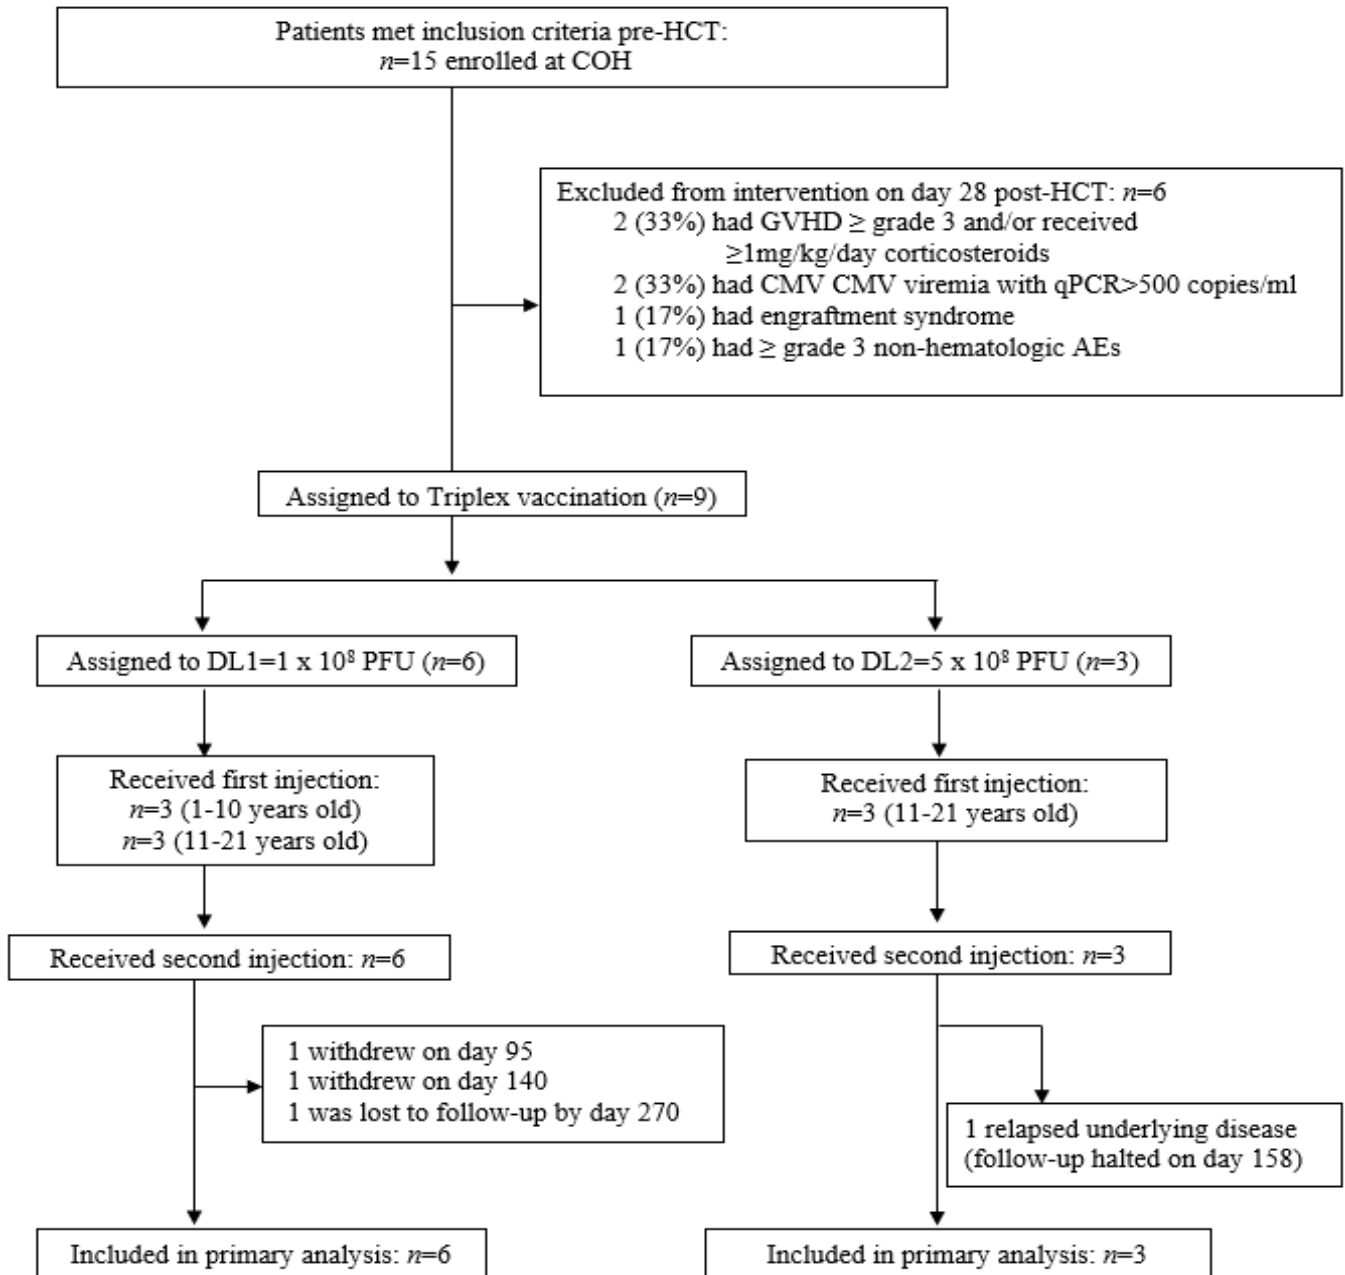 Patients met inclusion criteria pre-HCT:
n=15 enrolled at COH
Excluded from intervention on day 28 post-HCT: n=6
2 (33%) had GVHD ≥ grade 3 and/or received
≥1mg/kg/day corticosteroids
2 (33%) had CMV CMV viremia with qPCR>500 copies/ml
1 (17%) had engraftment syndrome
1 (17%) had ≥ grade 3 non-hematologic AEs
Assigned to Triplex vaccination (n=9)
Assigned to DL1=1 x 10⁸ PFU (n=6)
Assigned to DL2=5 x 10⁸ PFU (n=3)
Received first injection:
n=3 (1-10 years old)
n=3 (11-21 years old)
Received first injection:
n=3 (11-21 years old)
Received second injection: n=6
Received second injection: n=3
1 withdrew on day 95
1 withdrew on day 140
1 was lost to follow-up by day 270
1 relapsed underlying disease
(follow-up halted on day 158)
Included in primary analysis: n=6
Included in primary analysis: n=3